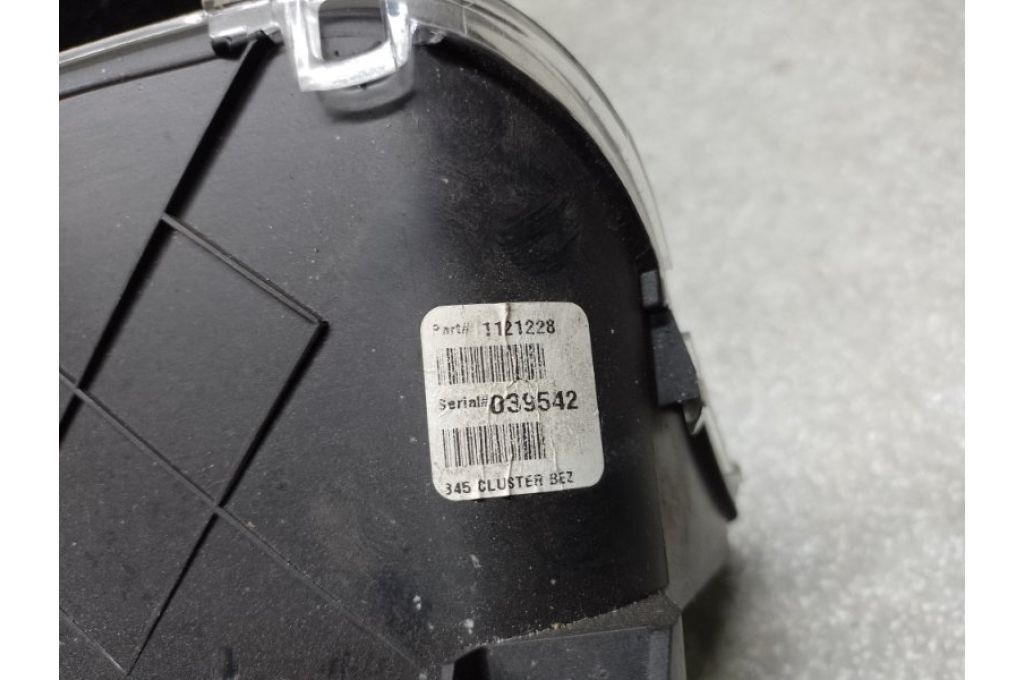 Part# 1121228
Serial# 039542
345 CLUSTER BEZ